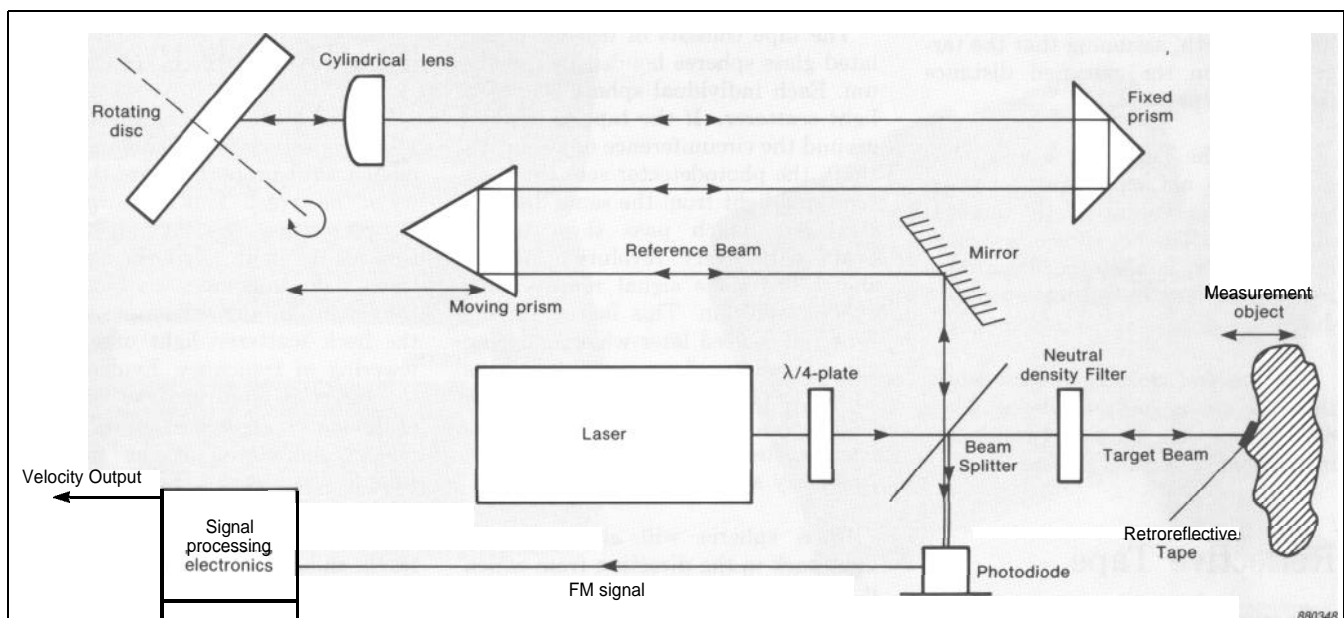 Cylindrical lens
Rotating
disc
Fixed
prism
Mirror
Reference Beam
Moving prism
Measurement
object
Neutral
density Filter
λ/4-plate
Laser
Beam
Splitter
Target Beam
Velocity Output
Signal
processing
electronics
Retroreflective
Tape
Photodiode
FM signal
880348